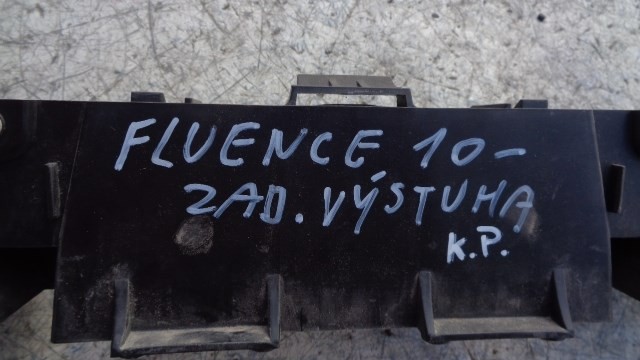 FLUENCE 10-
ZAD. VÝSTUHA
K.P.